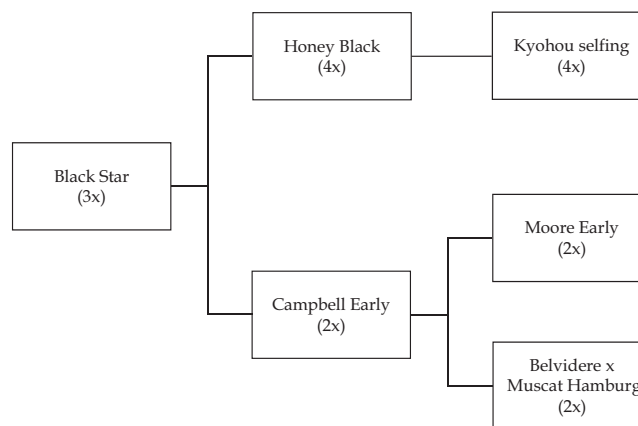 Honey Black
(4x)
Kyohou selfing
(4x)
Black Star
(3x)
Moore Early
(2x)
Campbell Early
(2x)
Belvidere x
Muscat Hamburg
(2x)